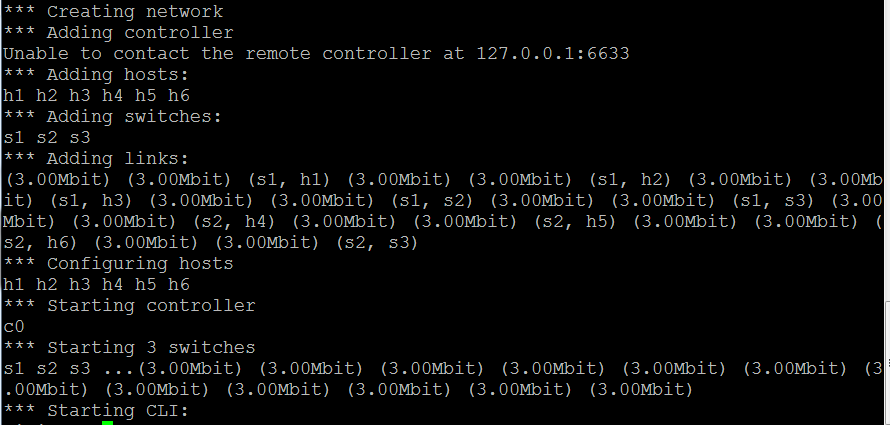 *** Creating network
*** Adding controller
Unable to contact the remote controller at 127.0.0.1:6633
*** Adding hosts:
h1 h2 h3 h4 h5 h6
*** Adding switches:
s1 s2 s3
*** Adding links:
(3.00Mbit) (3.00Mbit) (s1, h1) (3.00Mbit) (3.00Mbit) (s1, h2) (3.00Mbit) (3.00Mb
it) (s1, h3) (3.00Mbit) (3.00Mbit) (s1, s2) (3.00Mbit) (3.00Mbit) (s1, s3) (3.00
Mbit) (3.00Mbit) (s2, h4) (3.00Mbit) (3.00Mbit) (s2, h5) (3.00Mbit) (3.00Mbit) (
s2, h6) (3.00Mbit) (3.00Mbit) (s2, s3)
*** Configuring hosts
h1 h2 h3 h4 h5 h6
*** Starting controller
c0
*** Starting 3 switches
s1 s2 s3 ...(3.00Mbit) (3.00Mbit) (3.00Mbit) (3.00Mbit) (3.00Mbit) (3.00Mbit) (3
.00Mbit) (3.00Mbit) (3.00Mbit) (3.00Mbit) (3.00Mbit)
*** Starting CLI: